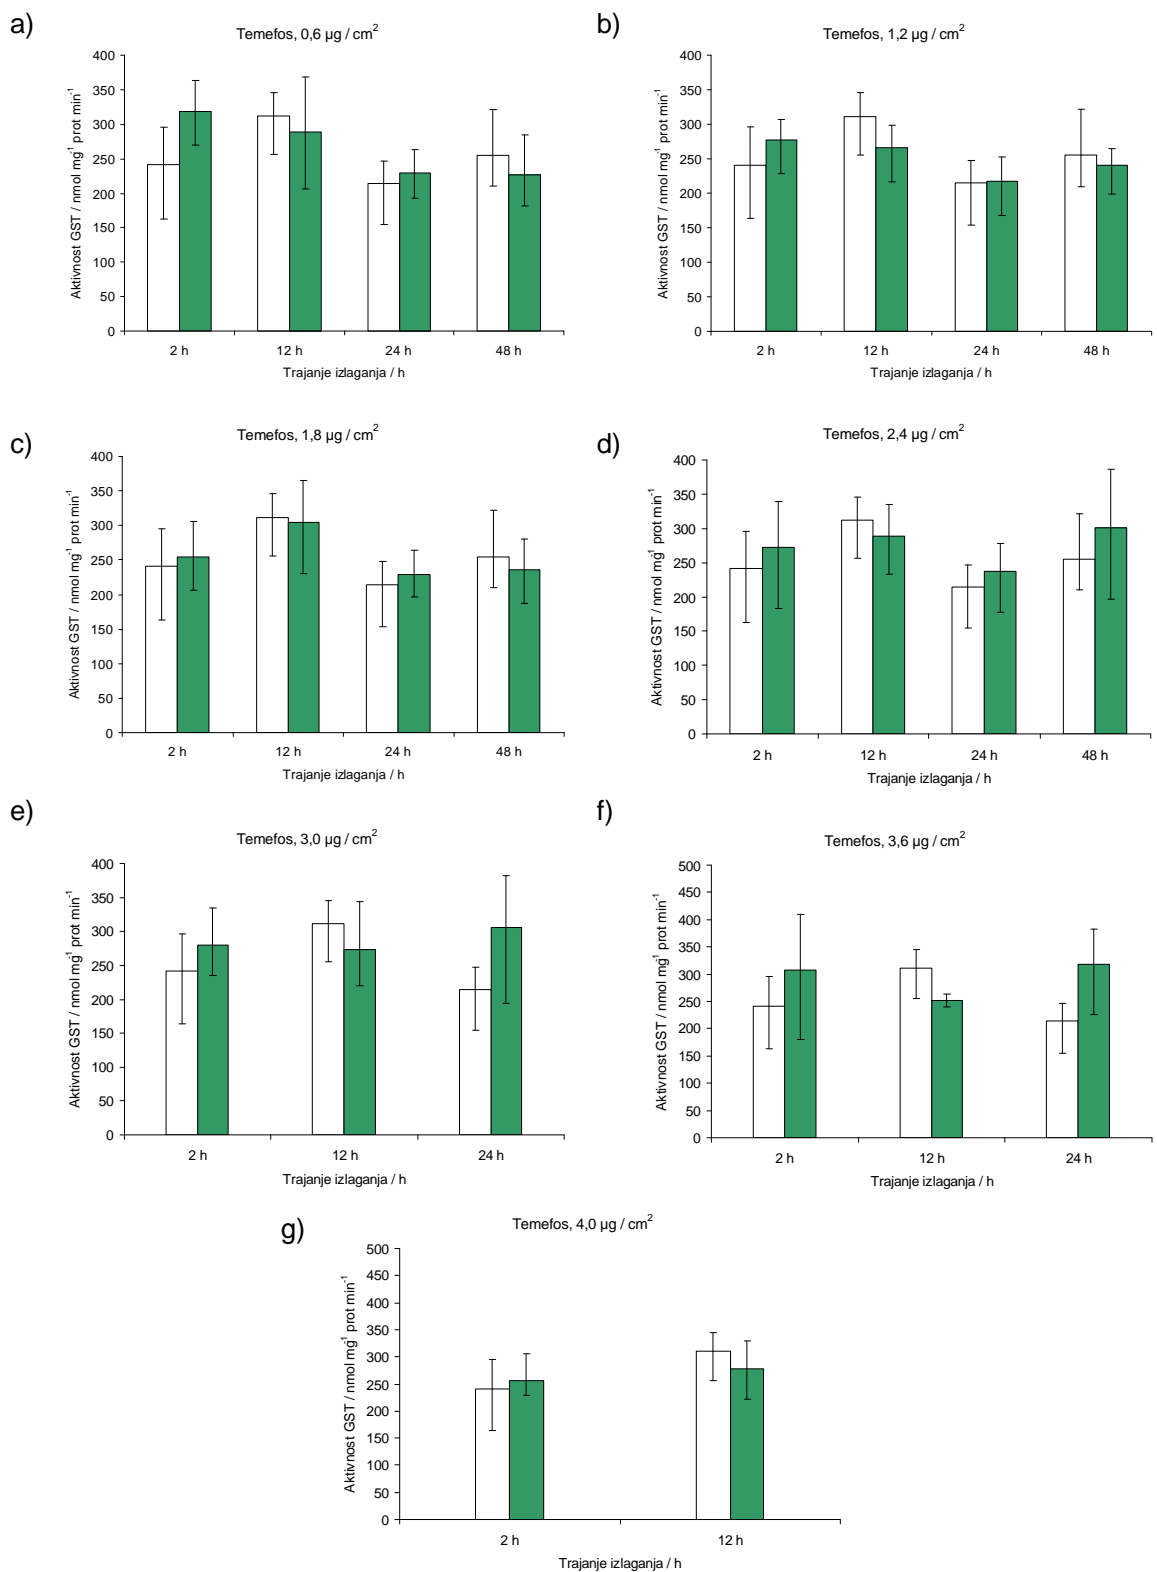 a)
Temefos, 0,6 µg / cm²
Aktivnost GST / nmol mg⁻¹ prot min⁻¹
400
350
300
250
200
150
100
50
0
2 h 12 h 24 h 48 h
Trajanje izlaganja / h
b)
Temefos, 1,2 µg / cm²
Aktivnost GST / nmol mg⁻¹ prot min⁻¹
400
350
300
250
200
150
100
50
0
2 h 12 h 24 h 48 h
Trajanje izlaganja / h
c)
Temefos, 1,8 µg / cm²
Aktivnost GST / nmol mg⁻¹ prot min⁻¹
400
350
300
250
200
150
100
50
0
2 h 12 h 24 h 48 h
Trajanje izlaganja / h
d)
Temefos, 2,4 µg / cm²
Aktivnost GST / nmol mg⁻¹ prot min⁻¹
400
350
300
250
200
150
100
50
0
2 h 12 h 24 h 48 h
Trajanje izlaganja / h
e)
Temefos, 3,0 µg / cm²
Aktivnost GST / nmol mg⁻¹ prot min⁻¹
400
350
300
250
200
150
100
50
0
2 h 12 h 24 h
Trajanje izlaganja / h
f)
Temefos, 3,6 µg / cm²
Aktivnost GST / nmol mg⁻¹ prot min⁻¹
500
450
400
350
300
250
200
150
100
50
0
2 h 12 h 24 h
Trajanje izlaganja / h
g)
Temefos, 4,0 µg / cm²
Aktivnost GST / nmol mg⁻¹ prot min⁻¹
500
450
400
350
300
250
200
150
100
50
0
2 h 12 h
Trajanje izlaganja / h